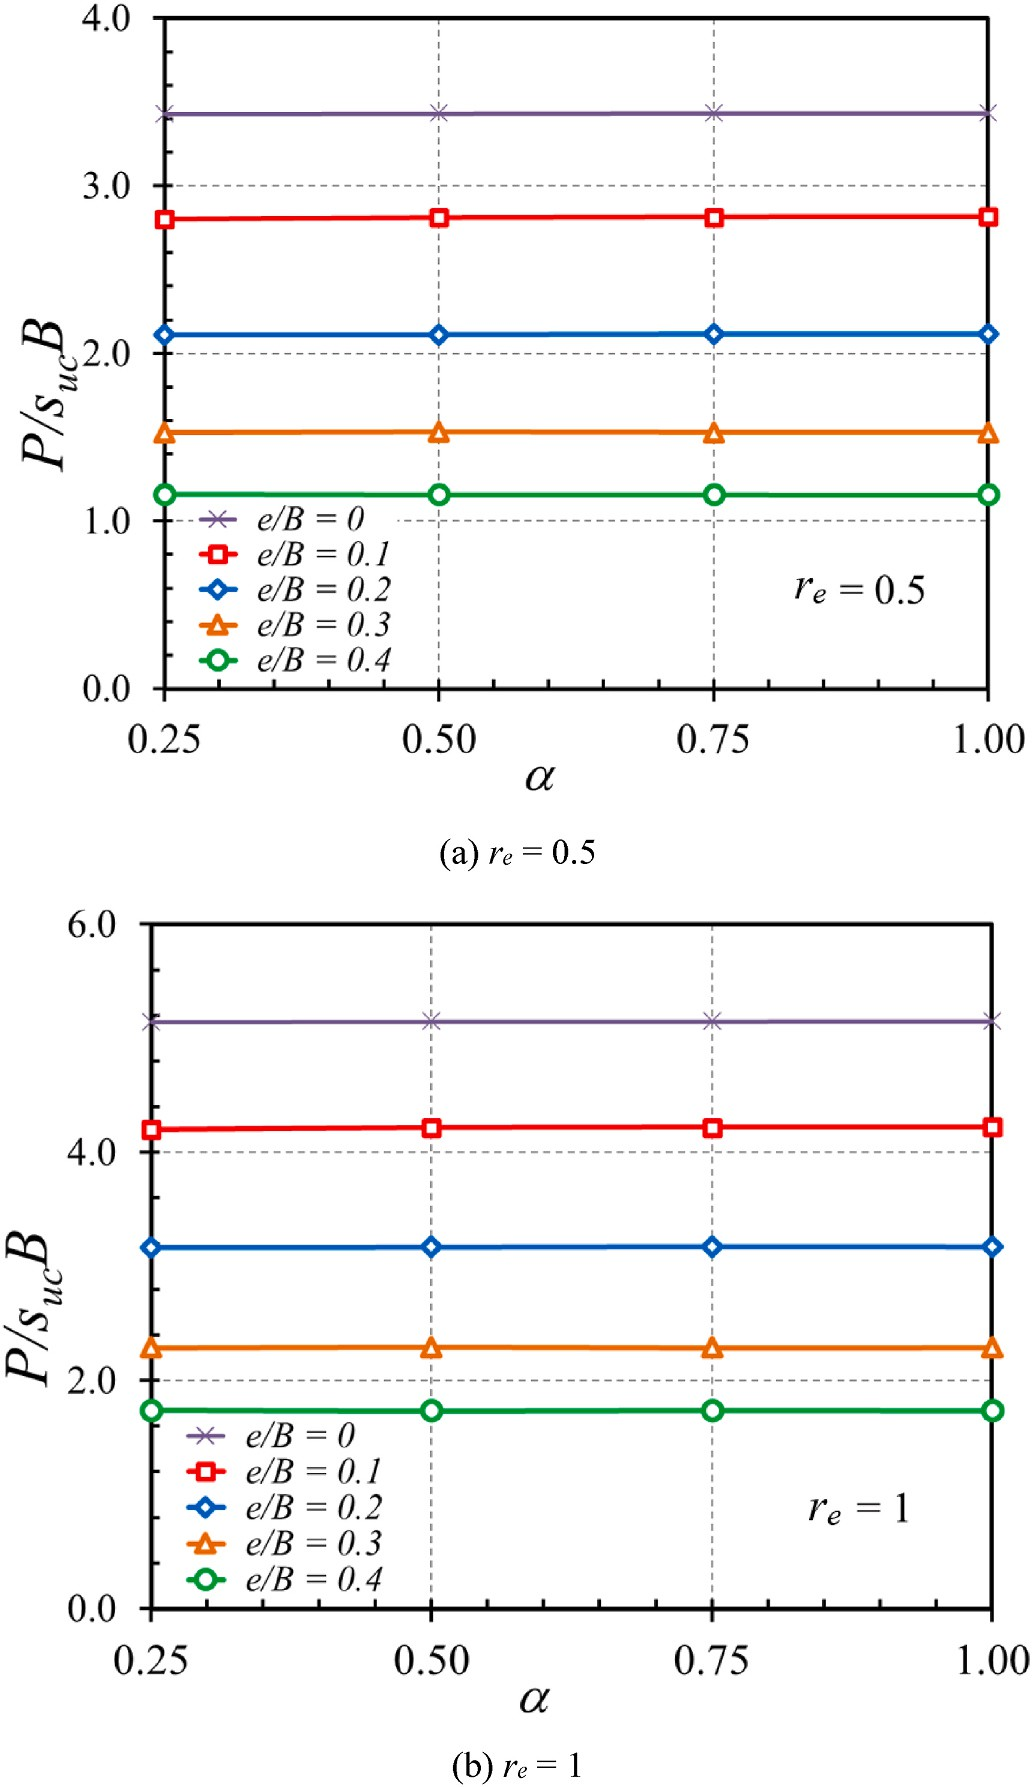 4.0
3.0
2.0
1.0
0.0
P/s_uc B
e/B = 0
e/B = 0.1
e/B = 0.2
e/B = 0.3
e/B = 0.4
r_e = 0.5
0.25 0.50 0.75 1.00
α
(a) r_e = 0.5
6.0
4.0
2.0
0.0
P/s_uc B
e/B = 0
e/B = 0.1
e/B = 0.2
e/B = 0.3
e/B = 0.4
r_e = 1
0.25 0.50 0.75 1.00
α
(b) r_e = 1